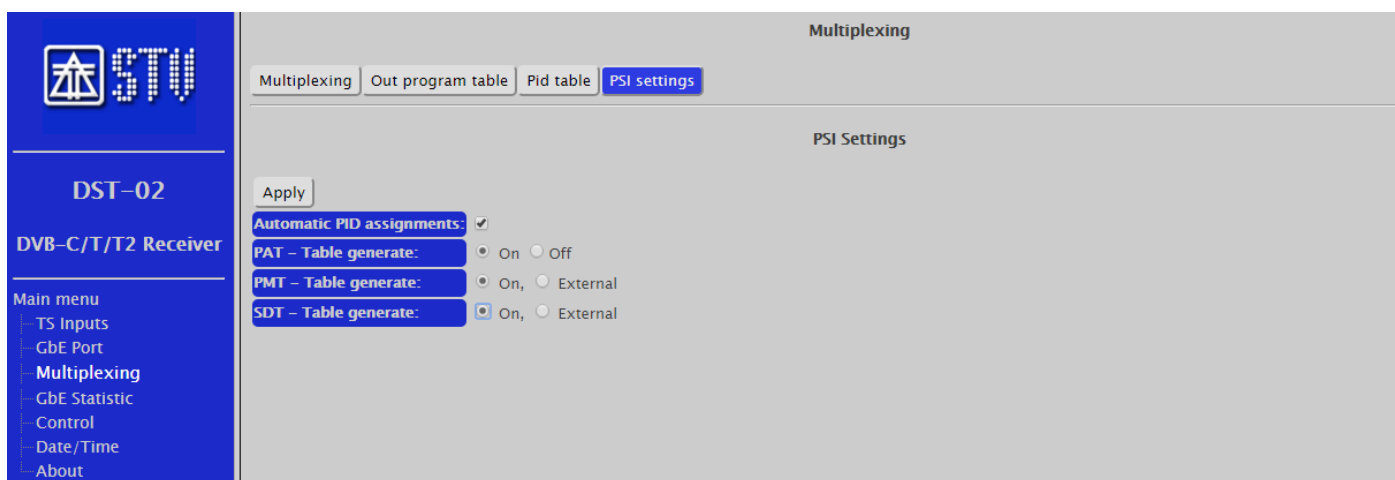 Multiplexing
STV
Multiplexing Out program table Pid table PSI settings
PSI Settings
DST-02
DVB-C/T/T2 Receiver
Apply
Automatic PID assignments:
PAT - Table generate: On Off
PMT - Table generate: On, External
SDT - Table generate: On, External
Main menu
TS Inputs
GbE Port
Multiplexing
GbE Statistic
Control
Date/Time
About